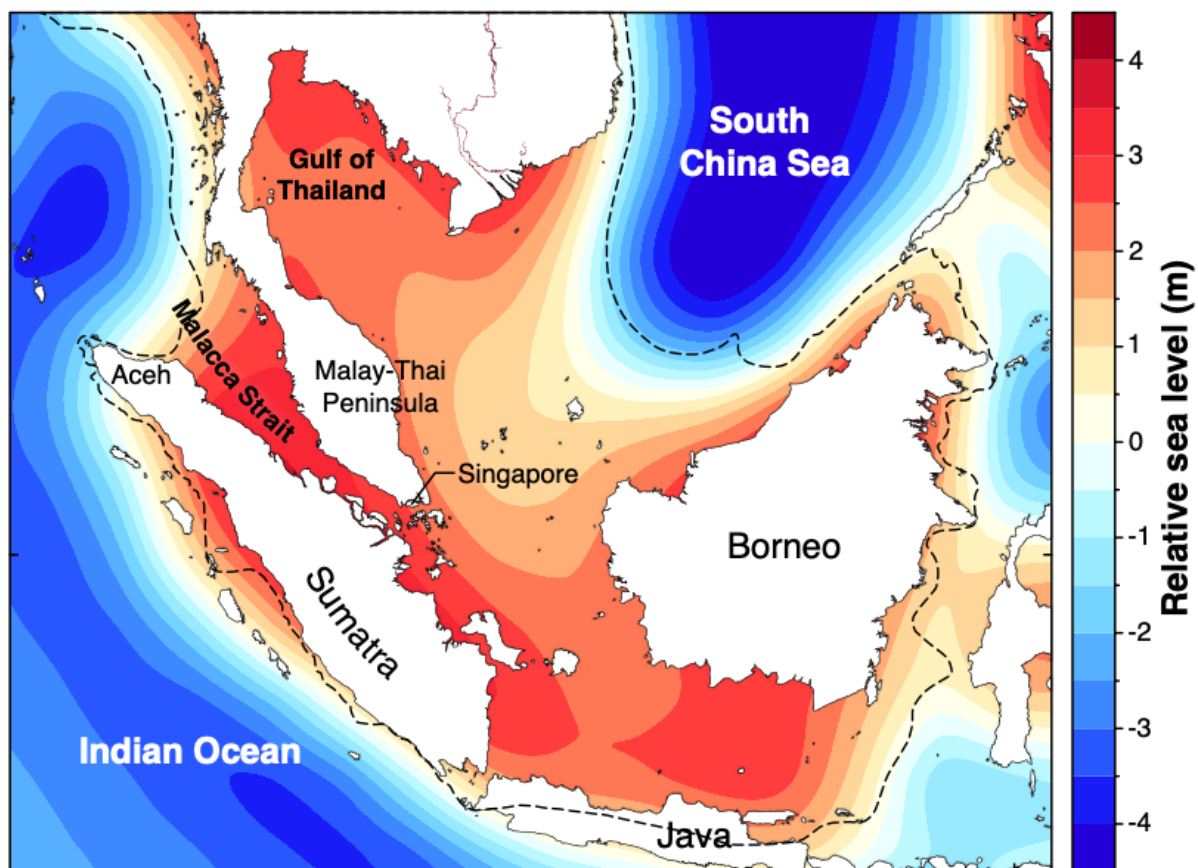 South
China Sea
Gulf of
Thailand
Malacca Strait
Aceh
Malay-Thai
Peninsula
Singapore
Borneo
Sumatra
Indian Ocean
Java
4
3
2
1
0
-1
-2
-3
-4
Relative sea level (m)